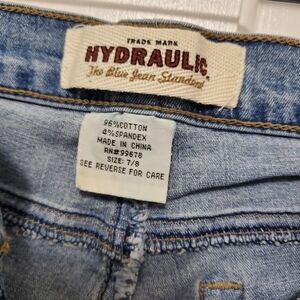 TRADE MARK
HYDRAULIC
The Blue Jean Standard
96%COTTON
4%SPANDEX
MADE IN CHINA
RN#99678
SIZE: 7/8
SEE REVERSE FOR CARE